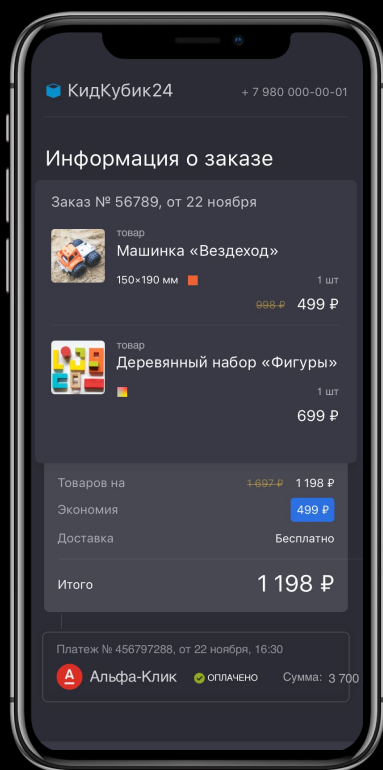 КидКубик24
+ 7 980 000-00-01
Информация о заказе
Заказ № 56789, от 22 ноября
товар
Машинка «Вездеход»
150×190 мм 1 шт
998 ₽ 499 ₽
товар
Деревянный набор «Фигуры»
1 шт
699 ₽
Товаров на 1 697 ₽ 1 198 ₽
Экономия 499 ₽
Доставка Бесплатно
Итого 1 198 ₽
Платеж № 456797288, от 22 ноября, 16:30
А Альфа-Клик ОПЛАЧЕНО Сумма: 3 700